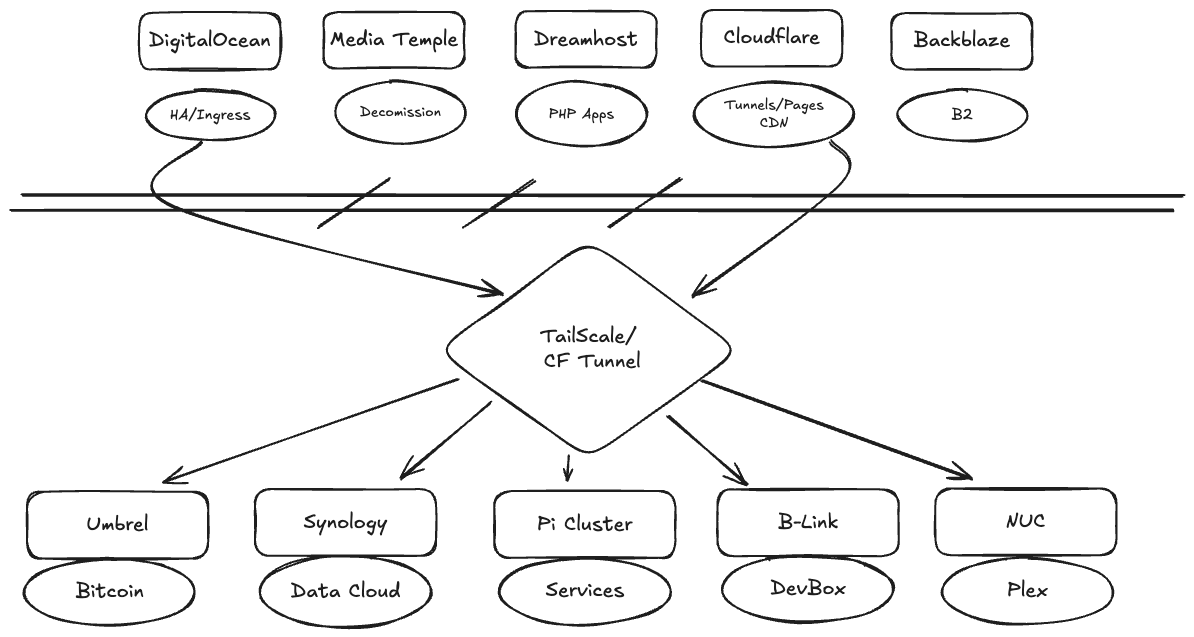 DigitalOcean
Media Temple
Dreamhost
Cloudflare
Backblaze
HA/Ingress
Decomission
PHP Apps
Tunnels/Pages
CDN
B2
TailScale/
CF Tunnel
Umbrel
Synology
Pi Cluster
B-Link
NUC
Bitcoin
Data Cloud
Services
DevBox
Plex